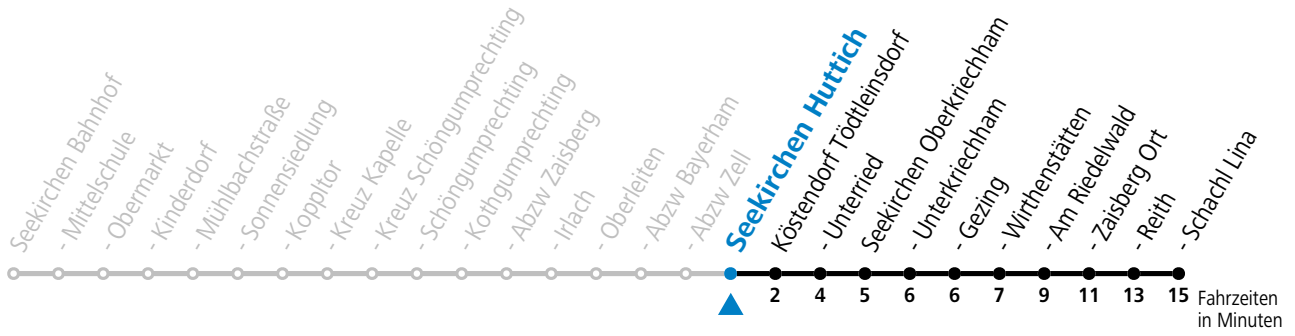 Seekirchen Bahnhof
- Mittelschule
- Obermarkt
- Kinderdorf
- Mühlbachstraße
- Sonnensiedlung
- Koppltor
- Kreuz Kapelle
- Kreuz Schöngumprechting
- Schöngumprechting
- Kothgumprechting
- Abzw Zaisberg
- Irlach
- Oberleiten
- Abzw Bayerham
- Abzw Zell
Seekirchen Huttich
Köstendorf Tödtleinsdorf
- Unterried
Seekirchen Oberkriechham
- Unterkriechham
- Gezing
- Wirthenstätten
- Am Riedelwald
- Zaisberg Ort
- Reith
- Schachl Lina
2 4 5 6 6 7 9 11 13 15 Fahrzeiten
in Minuten